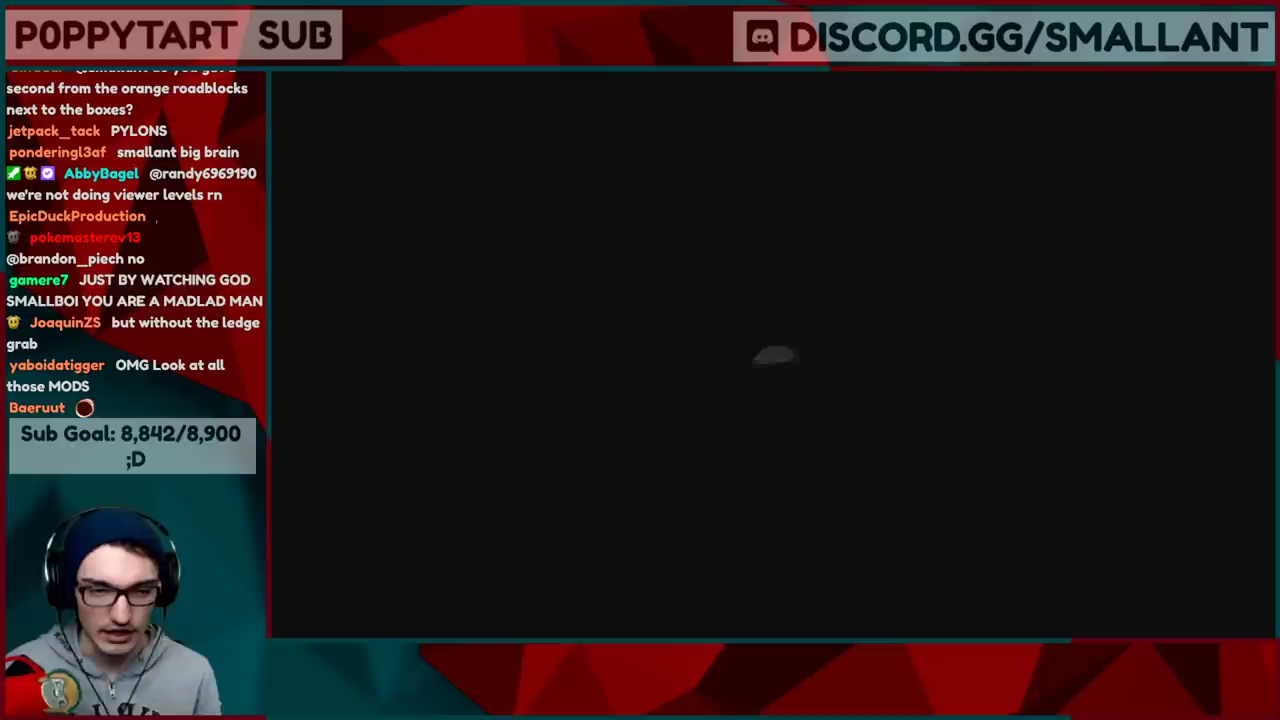 P0PPYTART SUB
DISCORD.GG/SMALLANT
second from the orange roadblocks
next to the boxes?
jetpack_tack PYLONS
ponderingl3af smallant big brain
AbbyBagel @randy6969190
we're not doing viewer levels rn
EpicDuckProduction ,
pokemasterev13
@brandon_piech no
gamere7 JUST BY WATCHING GOD
SMALLBOI YOU ARE A MADLAD MAN
JoaquinZS but without the ledge
grab
yaboidatigger OMG Look at all
those MODS
Baeruut
Sub Goal: 8,842/8,900
;D